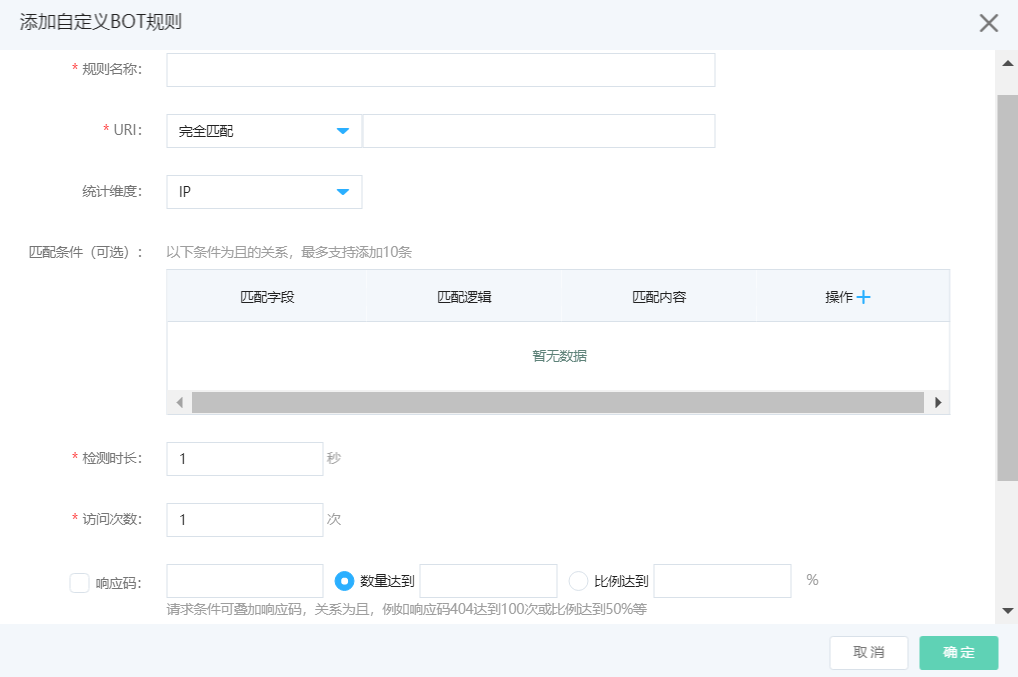 添加自定义BOT规则
* 规则名称:
* URI: 完全匹配
统计维度: IP
匹配条件（可选）: 以下条件为且的关系，最多支持添加10条
匹配字段 匹配逻辑 匹配内容 操作
暂无数据
* 检测时长: 1 秒
* 访问次数: 1 次
响应码: 数量达到 比例达到 %
请求条件可叠加响应码，关系为且，例如响应码404达到100次或比例达到50%等
取消 确定